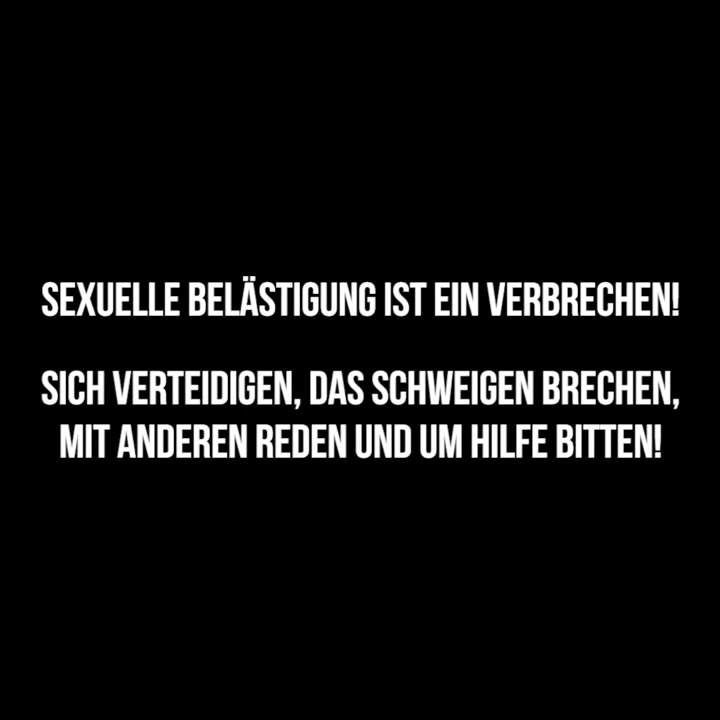 SEXUELLE BELÄSTIGUNG IST EIN VERBRECHEN!
SICH VERTEIDIGEN, DAS SCHWEIGEN BRECHEN,
MIT ANDEREN REDEN UND UM HILFE BITTEN!